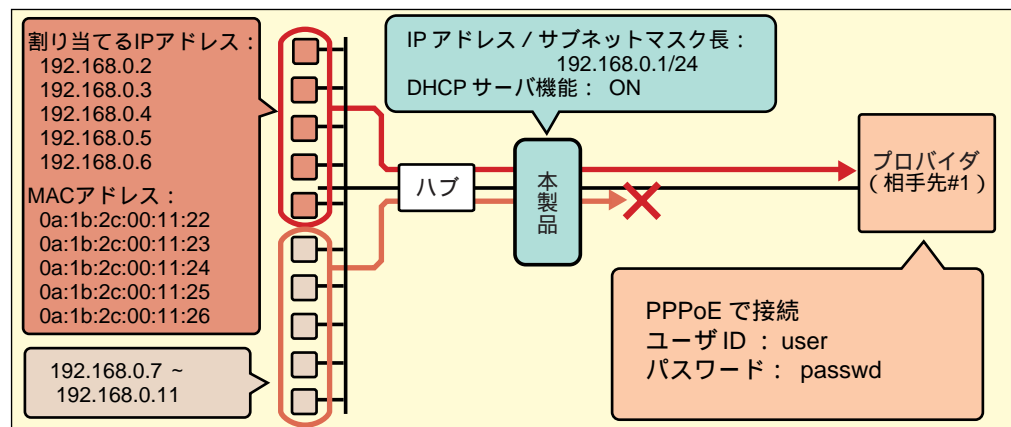 割り当てるIPアドレス：
192.168.0.2
192.168.0.3
192.168.0.4
192.168.0.5
192.168.0.6
MACアドレス：
0a:1b:2c:00:11:22
0a:1b:2c:00:11:23
0a:1b:2c:00:11:24
0a:1b:2c:00:11:25
0a:1b:2c:00:11:26
192.168.0.7 ~
192.168.0.11
IP アドレス / サブネットマスク長：
192.168.0.1/24
DHCP サーバ機能： ON
ハブ
本製品
プロバイダ
（相手先#1）
PPPoE で接続
ユーザ ID ： user
パスワード： passwd